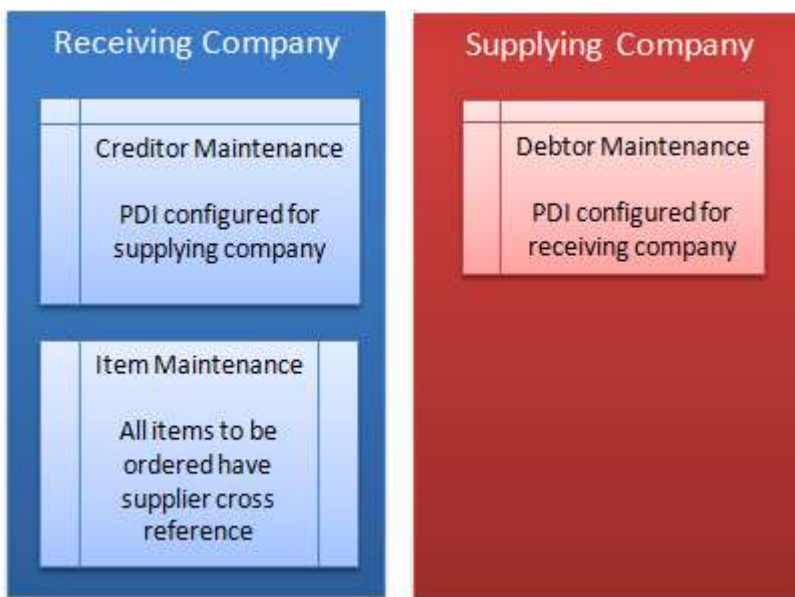 Receiving Company
Creditor Maintenance
PDI configured for
supplying company
Item Maintenance
All items to be
ordered have
supplier cross
reference
Supplying Company
Debtor Maintenance
PDI configured for
receiving company